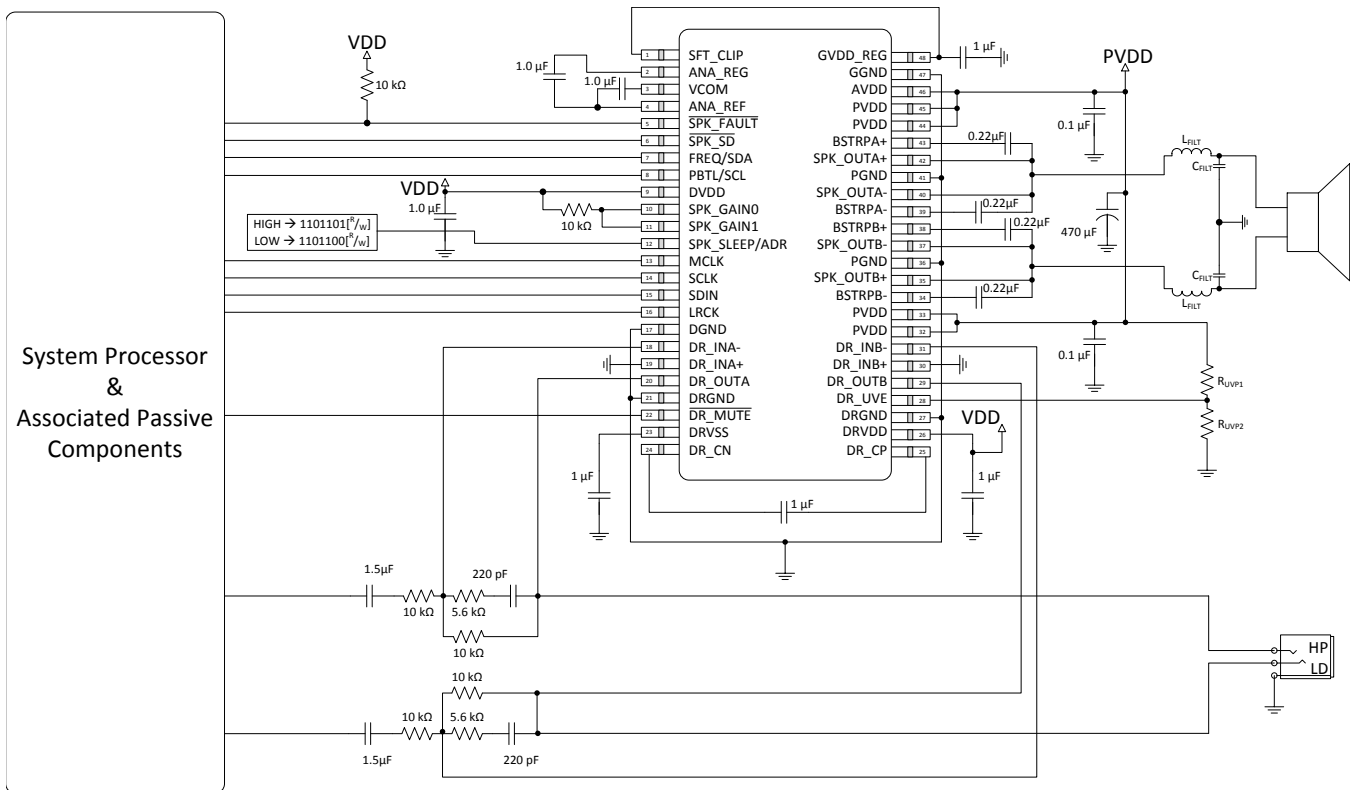 System Processor
&
Associated Passive
Components
VDD
10 kΩ
1.0 µF
1.0 µF
VDD
1.0 µF
10 kΩ
HIGH → 1101101[R/W]
LOW → 1101100[R/W]
1 SFT_CLIP
2 ANA_REG
3 VCOM
4 ANA_REF
5 SPK_FAULT
6 SPK_SD
7 FREQ/SDA
8 PBTL/SCL
9 DVDD
10 SPK_GAIN0
11 SPK_GAIN1
12 SPK_SLEEP/ADR
13 MCLK
14 SCLK
15 SDIN
16 LRCK
17 DGND
18 DR_INA-
19 DR_INA+
20 DR_OUTA
21 DRGND
22 DR_MUTE
23 DRVSS
24 DR_CN
GVDD_REG 48
GGND 47
AVDD 46
PVDD 45
PVDD 44
BSTRPA+ 43
SPK_OUTA+ 42
PGND 41
SPK_OUTA- 40
BSTRPA- 39
BSTRPB+ 38
SPK_OUTB- 37
PGND 36
SPK_OUTB+ 35
BSTRPB- 34
PVDD 33
PVDD 32
DR_INB- 31
DR_INB+ 30
DR_OUTB 29
DR_UVE 28
DRGND 27
DRVDD 26
DR_CP 25
1 µF
PVDD
0.1 µF
0.22µF
0.22µF
0.22µF
0.22µF
470 µF
LFILT
CFILT
CFILT
LFILT
0.1 µF
RUVP1
RUVP2
VDD
1 µF
1 µF
1 µF
1.5µF
10 kΩ
5.6 kΩ
220 pF
10 kΩ
10 kΩ
10 kΩ
5.6 kΩ
1.5µF
220 pF
HP
LD